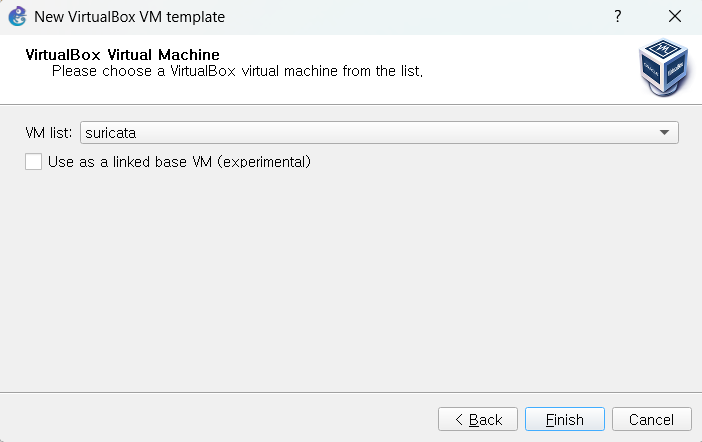 New VirtualBox VM template
VirtualBox Virtual Machine
Please choose a VirtualBox virtual machine from the list.
VM list: suricata
Use as a linked base VM (experimental)
< Back Finish Cancel